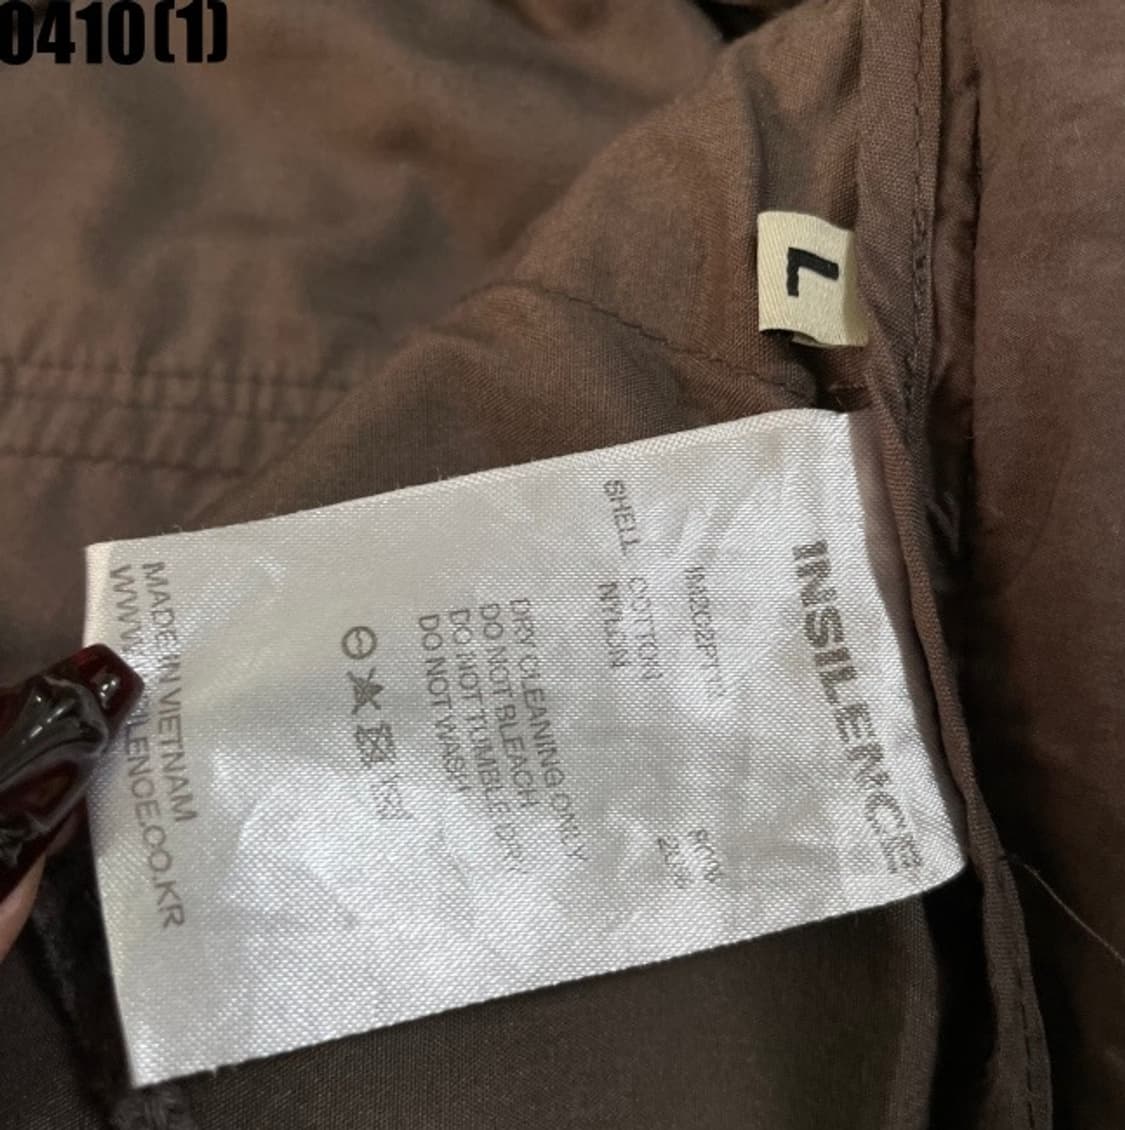 0410(1)
L
INSILENCE
SHELL COTTON
NYLON
DRY CLEANING ONLY
DO NOT BLEACH
DO NOT TUMBLE DRY
DO NOT WASH
MADE IN VIETNAM